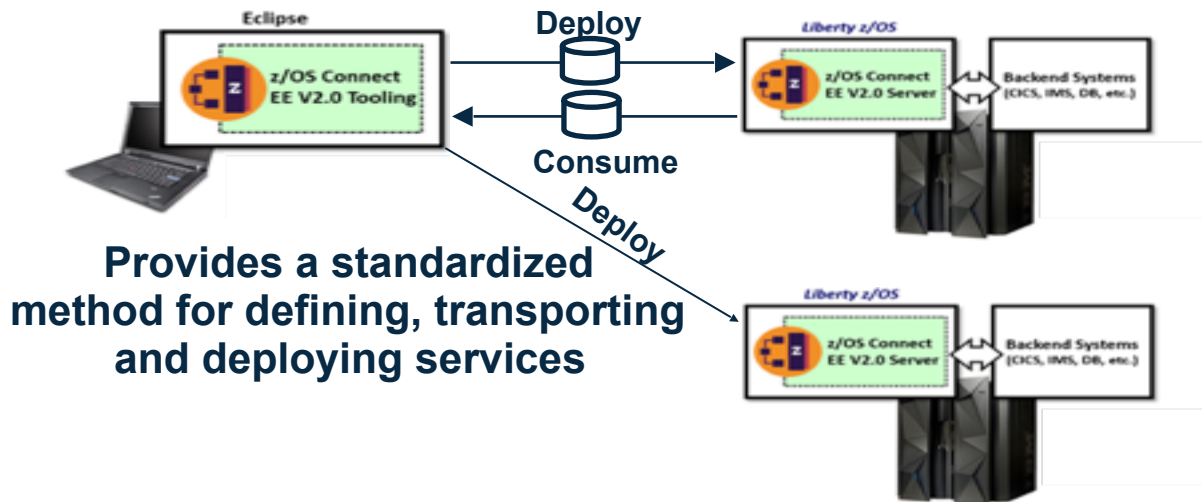 Eclipse
z/OS Connect
EE V2.0 Tooling
Deploy
Consume
Liberty z/OS
z/OS Connect
EE V2.0 Server
Backend Systems
(CICS, IMS, DB, etc.)
Deploy
Provides a standardized
method for defining, transporting
and deploying services
Liberty z/OS
z/OS Connect
EE V2.0 Server
Backend Systems
(CICS, IMS, DB, etc.)